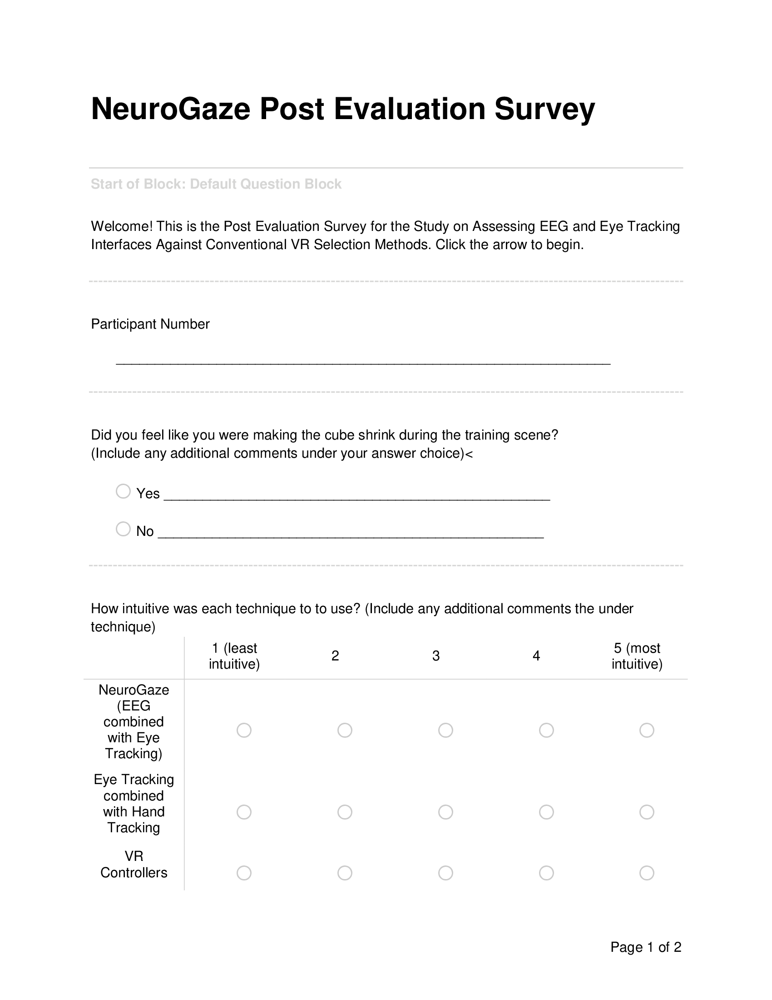 NeuroGaze Post Evaluation Survey
Start of Block: Default Question Block
Welcome! This is the Post Evaluation Survey for the Study on Assessing EEG and Eye Tracking
Interfaces Against Conventional VR Selection Methods. Click the arrow to begin.
Participant Number
Did you feel like you were making the cube shrink during the training scene?
(Include any additional comments under your answer choice)<
Yes
No
How intuitive was each technique to to use? (Include any additional comments the under
technique)
1 (least
intuitive)
2
3
4
5 (most
intuitive)
NeuroGaze
(EEG
combined
with Eye
Tracking)
Eye Tracking
combined
with Hand
Tracking
VR
Controllers
Page 1 of 2